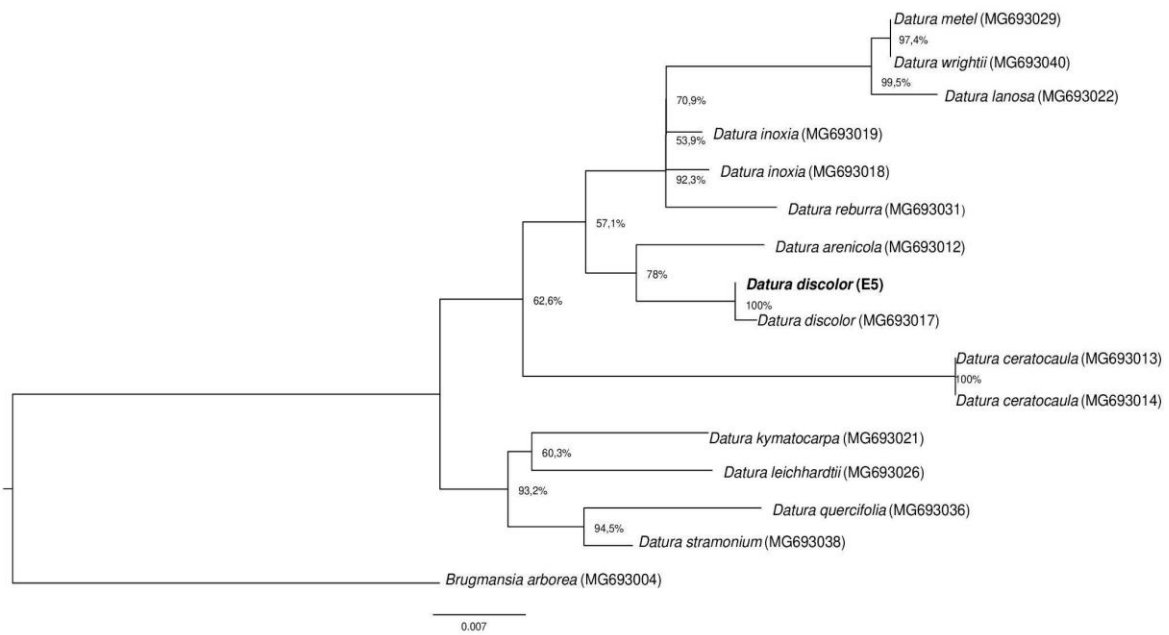 Datura metel (MG693029)
97,4%
Datura wrightii (MG693040)
99,5%
Datura lanosa (MG693022)
70,9%
Datura inoxia (MG693019)
53,9%
Datura inoxia (MG693018)
92,3%
Datura reburra (MG693031)
57,1%
Datura arenicola (MG693012)
78%
Datura discolor (E5)
62,6%
100%
Datura discolor (MG693017)
Datura ceratocaula (MG693013)
100%
Datura ceratocaula (MG693014)
Datura kymatocarpa (MG693021)
60,3%
Datura leichhardtii (MG693026)
93,2%
Datura quercifolia (MG693036)
94,5%
Datura stramonium (MG693038)
Brugmansia arborea (MG693004)
0.007